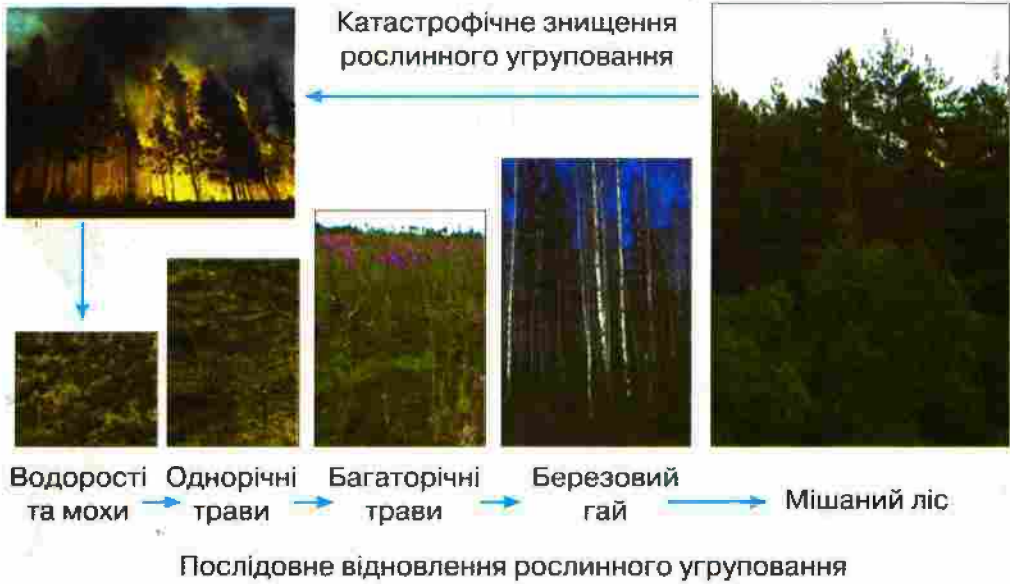 Катастрофічне знищення
рослинного угруповання
Водорості
та мохи
Однорічні
трави
Багаторічні
трави
Березовий
гай
Мішаний ліс
Послідовне відновлення рослинного угруповання